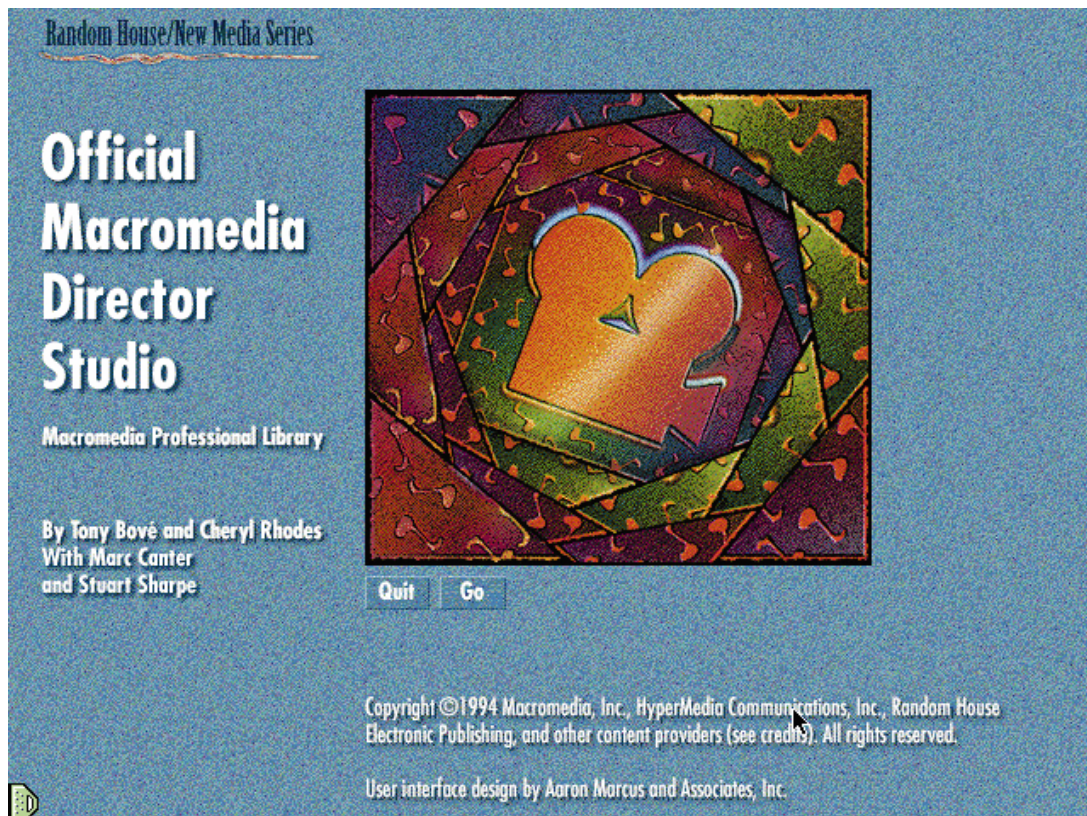 Random House/New Media Series
Official
Macromedia
Director
Studio
Macromedia Professional Library
By Tony Bové and Cheryl Rhodes
With Marc Canter
and Stuart Sharpe
Quit
Go
Copyright ©1994 Macromedia, Inc., HyperMedia Communications, Inc., Random House
Electronic Publishing, and other content providers (see credits). All rights reserved.
User interface design by Aaron Marcus and Associates, Inc.